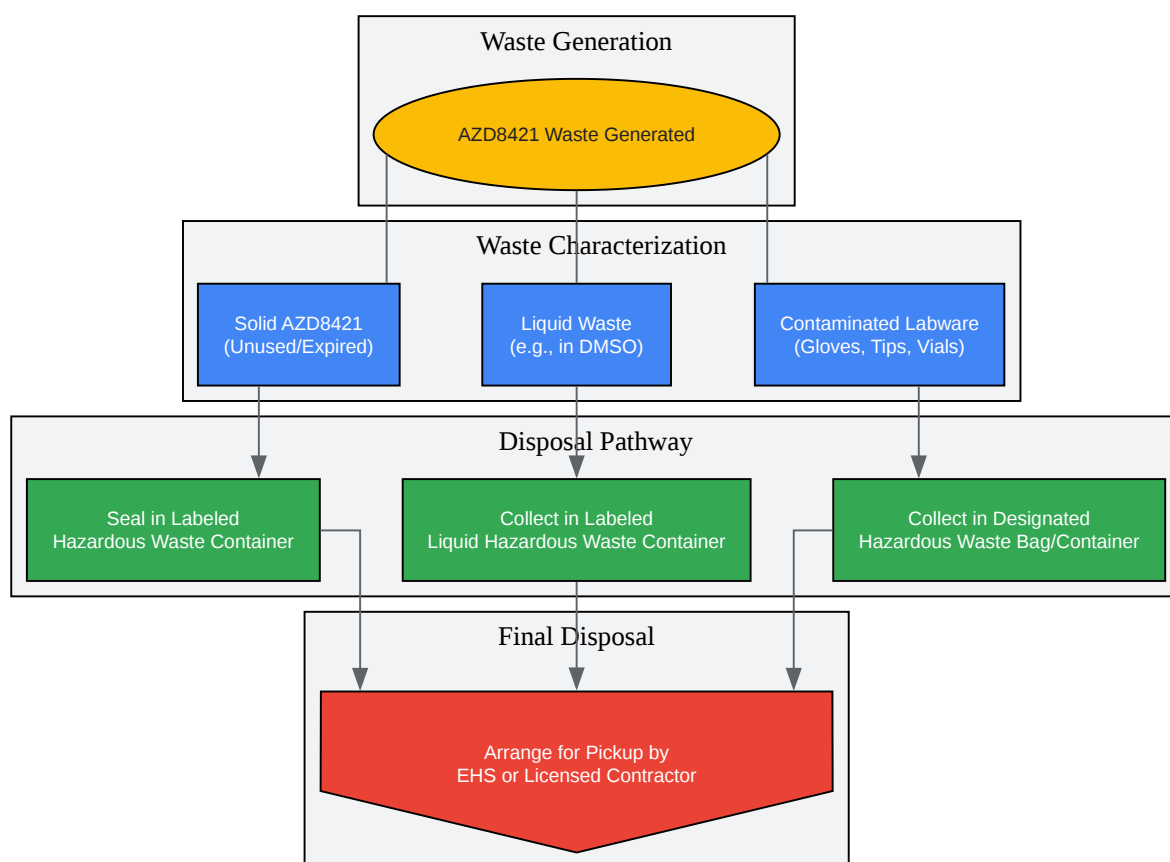 Waste Generation
AZD8421 Waste Generated
Waste Characterization
Solid AZD8421
(Unused/Expired)
Liquid Waste
(e.g., in DMSO)
Contaminated Labware
(Gloves, Tips, Vials)
Disposal Pathway
Seal in Labeled
Hazardous Waste Container
Collect in Labeled
Liquid Hazardous Waste Container
Collect in Designated
Hazardous Waste Bag/Container
Final Disposal
Arrange for Pickup by
EHS or Licensed Contractor